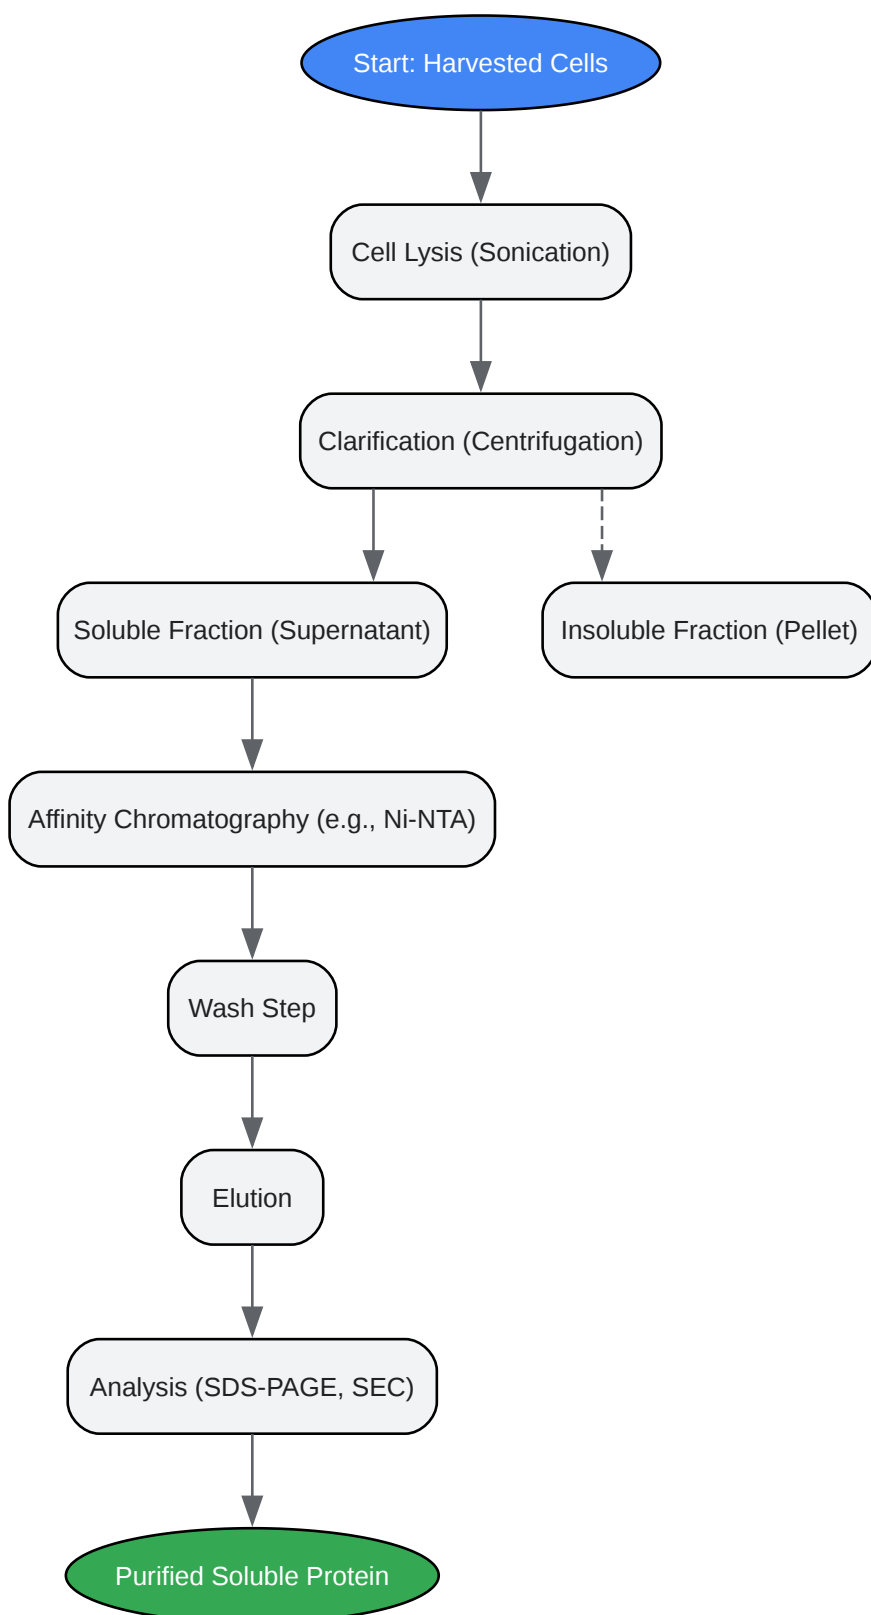 Start: Harvested Cells
Cell Lysis (Sonication)
Clarification (Centrifugation)
Soluble Fraction (Supernatant)
Insoluble Fraction (Pellet)
Affinity Chromatography (e.g., Ni-NTA)
Wash Step
Elution
Analysis (SDS-PAGE, SEC)
Purified Soluble Protein